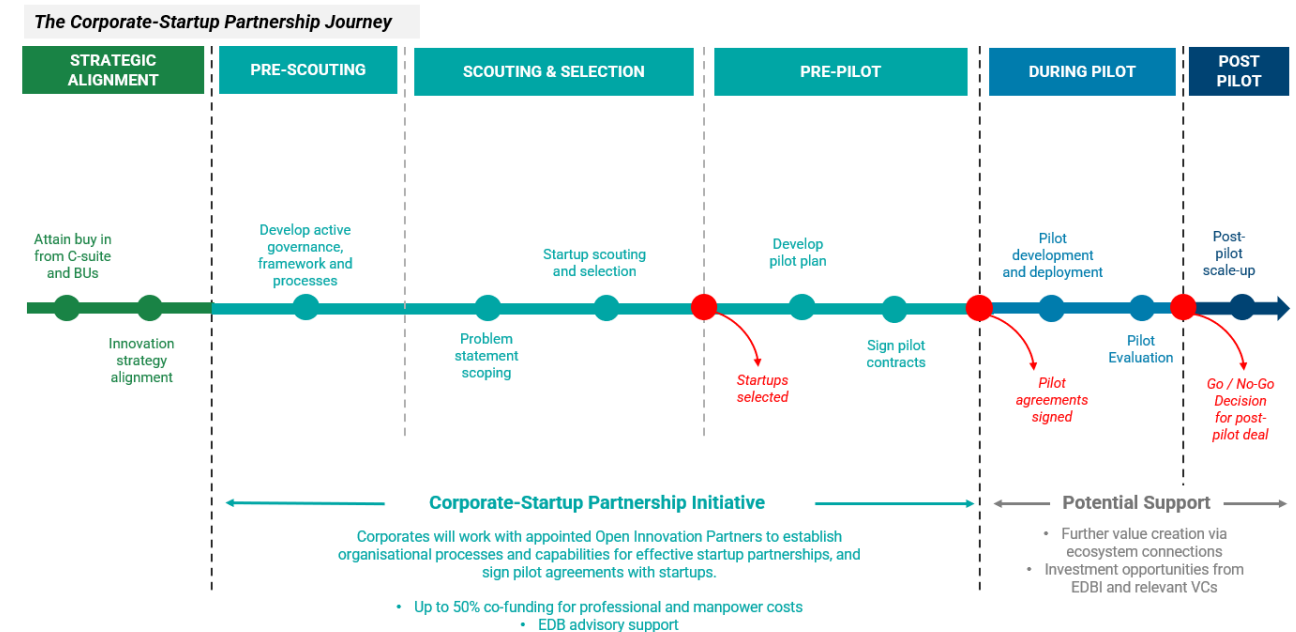 The Corporate-Startup Partnership Journey
STRATEGIC
ALIGNMENT
PRE-SCOUTING
SCOUTING & SELECTION
PRE-PILOT
DURING PILOT
POST
PILOT
Attain buy in
from C-suite
and BUs
Innovation
strategy
alignment
Develop active
governance,
framework and
processes
Problem
statement
scoping
Startup scouting
and selection
Startups
selected
Develop
pilot plan
Sign pilot
contracts
Pilot
agreements
signed
Pilot
development
and deployment
Pilot
Evaluation
Go / No-Go
Decision
for post-
pilot deal
Post-
pilot
scale-up
Corporate-Startup Partnership Initiative
Corporates will work with appointed Open Innovation Partners to establish
organisational processes and capabilities for effective startup partnerships, and
sign pilot agreements with startups.
• Up to 50% co-funding for professional and manpower costs
• EDB advisory support
Potential Support
• Further value creation via
ecosystem connections
• Investment opportunities from
EDBI and relevant VCs